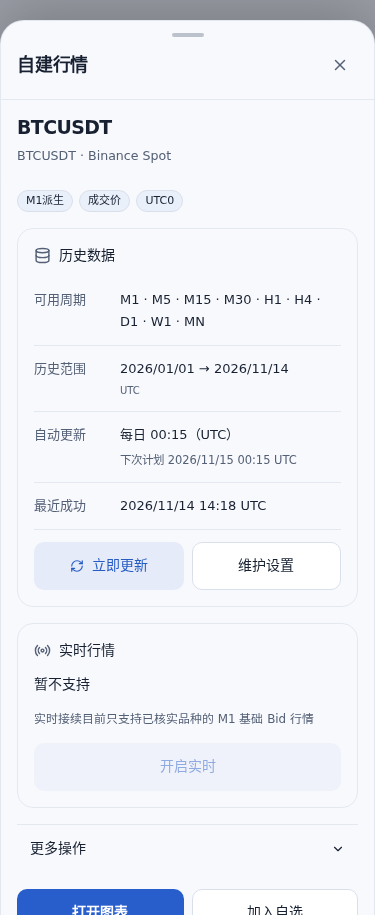 自建行情
BTCUSDT
BTCUSDT · Binance Spot
M1派生
成交价
UTC0
历史数据
可用周期
M1 · M5 · M15 · M30 · H1 · H4 ·
D1 · W1 · MN
历史范围
2026/01/01 → 2026/11/14
UTC
自动更新
每日 00:15（UTC）
下次计划 2026/11/15 00:15 UTC
最近成功
2026/11/14 14:18 UTC
立即更新
维护设置
实时行情
暂不支持
实时接续目前只支持已核实品种的 M1 基础 Bid 行情
开启实时
更多操作
打开图表
加入自选